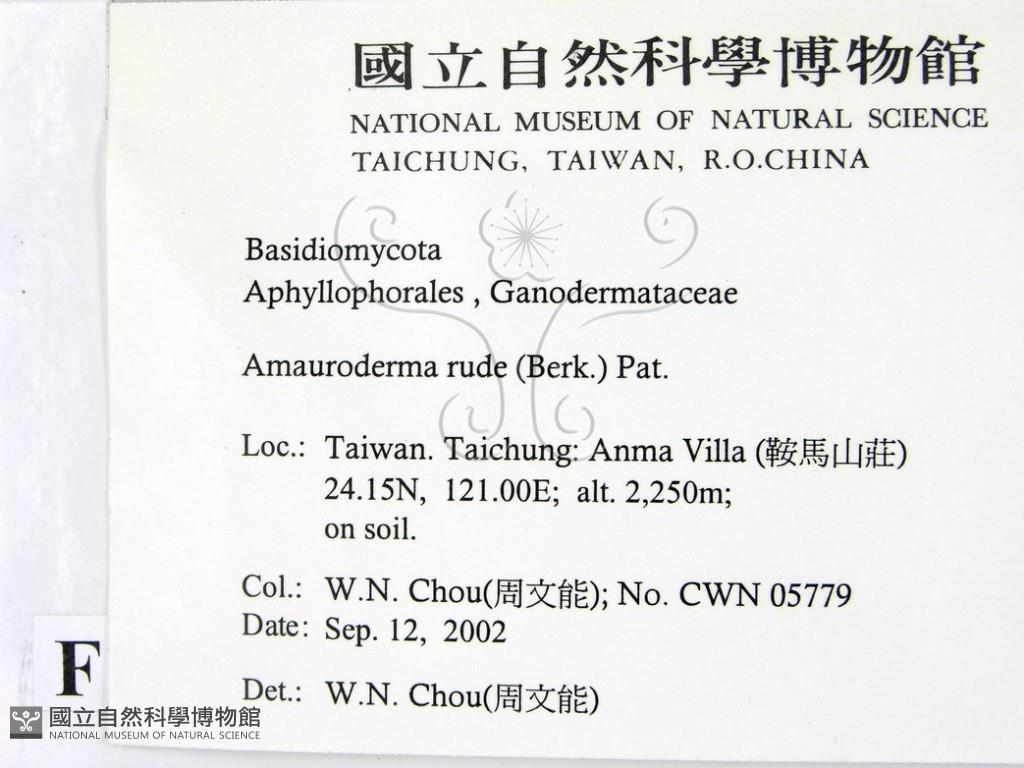 國立自然科學博物館
NATIONAL MUSEUM OF NATURAL SCIENCE
TAICHUNG, TAIWAN, R.O.CHINA
Basidiomycota
Aphyllophorales , Ganodermataceae
Amauroderma rude (Berk.) Pat.
Loc.: Taiwan. Taichung: Anma Villa (鞍馬山莊)
24.15N, 121.00E; alt. 2,250m;
on soil.
Col.: W.N. Chou(周文能); No. CWN 05779
Date: Sep. 12, 2002
Det.: W.N. Chou(周文能)
F
國立自然科學博物館
NATIONAL MUSEUM OF NATURAL SCIENCE